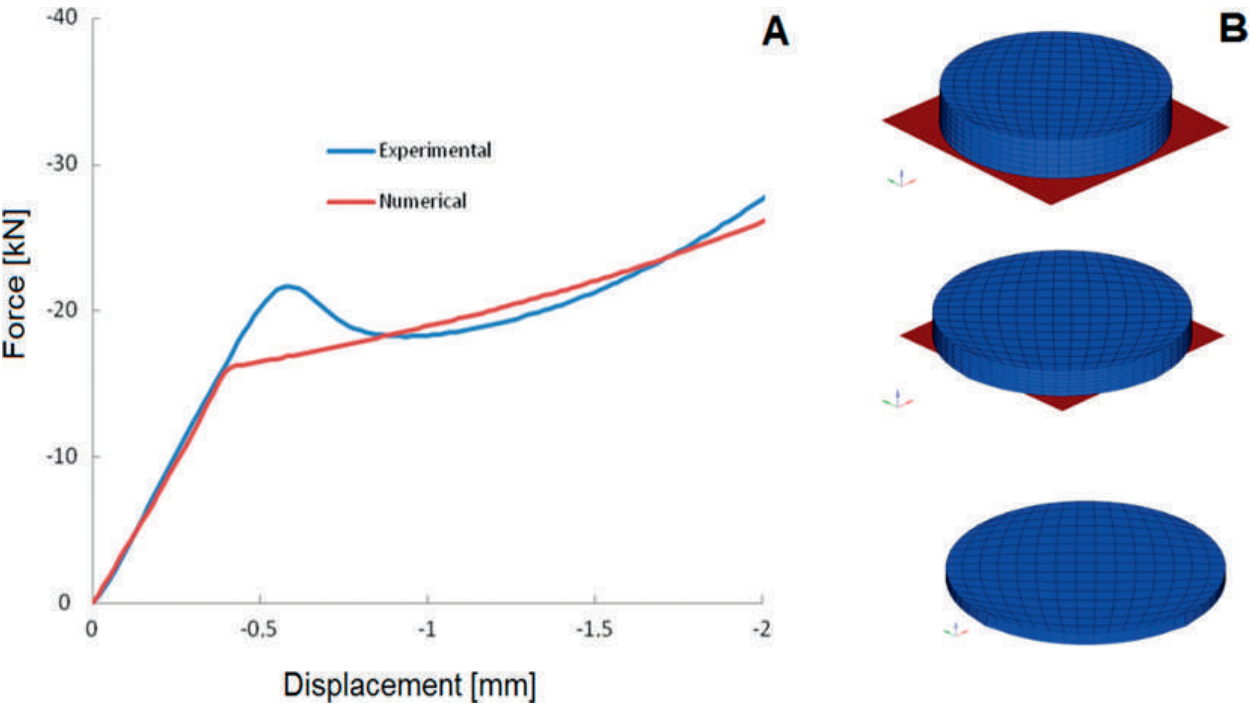 A
B
-40
-30
-20
-10
0
Force [kN]
Experimental
Numerical
0
-0.5
-1
-1.5
-2
Displacement [mm]